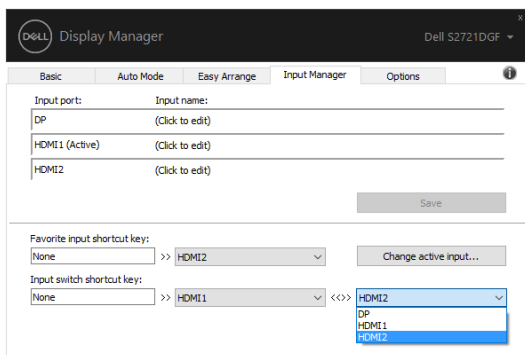 DELL Display Manager Dell S2721DGF
x
Basic Auto Mode Easy Arrange Input Manager Options i
Input port: Input name:
DP (Click to edit)
HDMI1 (Active) (Click to edit)
HDMI2 (Click to edit)
Save
Favorite input shortcut key:
None >> HDMI2 Change active input...
Input switch shortcut key:
None >> HDMI1 <<>> HDMI2
DP
HDMI1
HDMI2